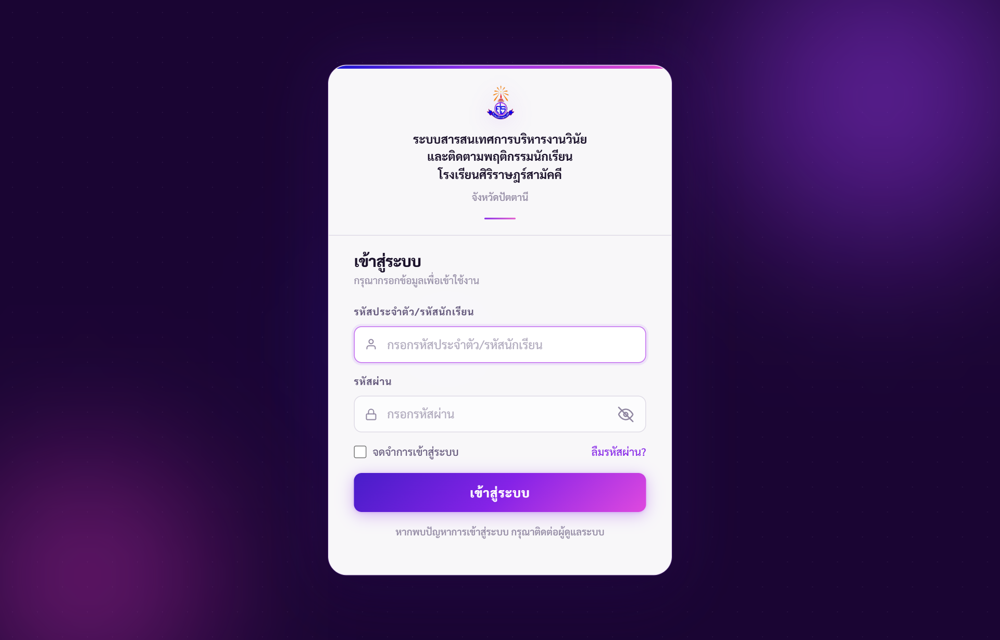 ระบบสารสนเทศการบริหารงานวินัย
และติดตามพฤติกรรมนักเรียน
โรงเรียนศิริราษฎร์สามัคคี
จังหวัดปัตตานี
เข้าสู่ระบบ
กรุณากรอกข้อมูลเพื่อเข้าใช้งาน
รหัสประจำตัว/รหัสนักเรียน
กรอกรหัสประจำตัว/รหัสนักเรียน
รหัสผ่าน
กรอกรหัสผ่าน
จดจำการเข้าสู่ระบบ
ลืมรหัสผ่าน?
เข้าสู่ระบบ
หากพบปัญหาการเข้าสู่ระบบ กรุณาติดต่อผู้ดูแลระบบ